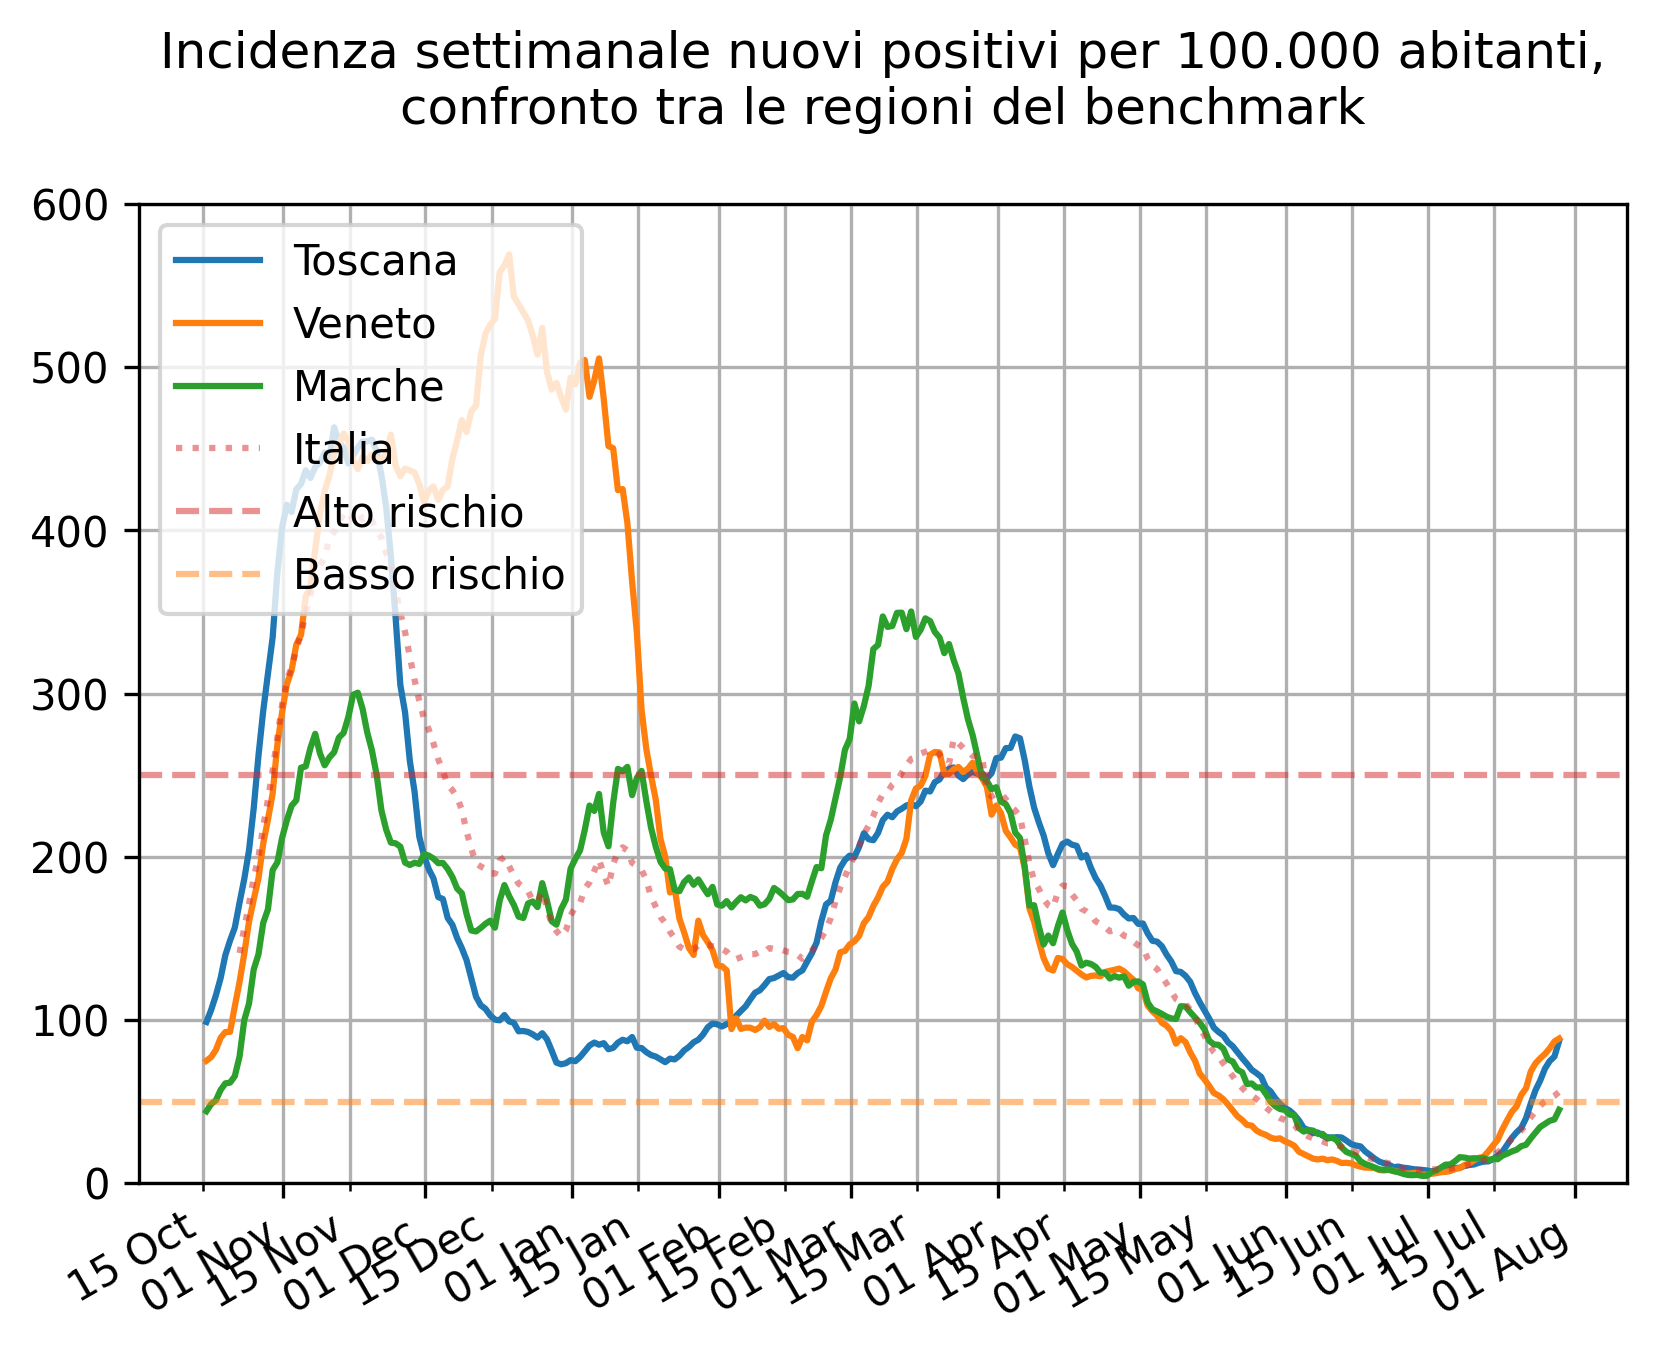 Incidenza settimanale nuovi positivi per 100.000 abitanti,
confronto tra le regioni del benchmark
600
500
400
300
200
100
0
Toscana
Veneto
Marche
Italia
Alto rischio
Basso rischio
15 Oct
01 Nov
15 Nov
01 Dec
15 Dec
01 Jan
15 Jan
01 Feb
15 Feb
01 Mar
15 Mar
01 Apr
15 Apr
01 May
15 May
01 Jun
15 Jun
01 Jul
15 Jul
01 Aug